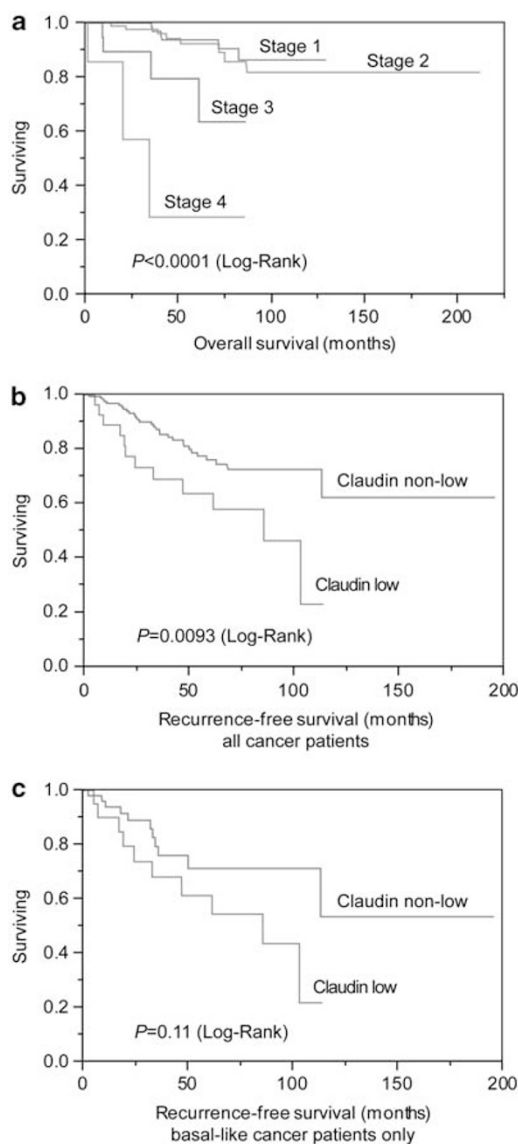 a
1.0
0.8
0.6
0.4
0.2
0.0
Surviving
Stage 1
Stage 2
Stage 3
Stage 4
P<0.0001 (Log-Rank)
0 50 100 150 200
Overall survival (months)
b
1.0
0.8
0.6
0.4
0.2
0.0
Surviving
Claudin non-low
Claudin low
P=0.0093 (Log-Rank)
0 50 100 150 200
Recurrence-free survival (months)
all cancer patients
c
1.0
0.8
0.6
0.4
0.2
0.0
Surviving
Claudin non-low
Claudin low
P=0.11 (Log-Rank)
0 50 100 150 200
Recurrence-free survival (months)
basal-like cancer patients only